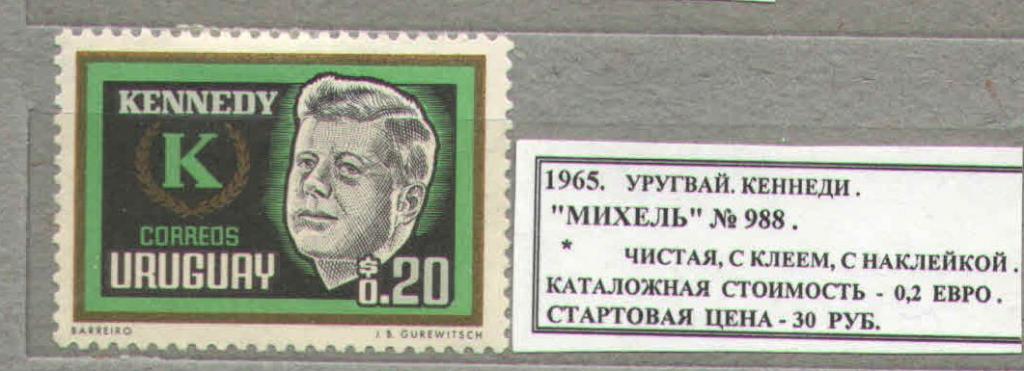 KENNEDY
K
CORREOS
URUGUAY
$0.20
BARREIRO
J. B. GUREWITSCH
1965. УРУГВАЙ. КЕННЕДИ.
"МИХЕЛЬ" № 988.
* ЧИСТАЯ, С КЛЕЕМ, С НАКЛЕЙКОЙ.
КАТАЛОЖНАЯ СТОИМОСТЬ - 0,2 ЕВРО.
СТАРТОВАЯ ЦЕНА - 30 РУБ.